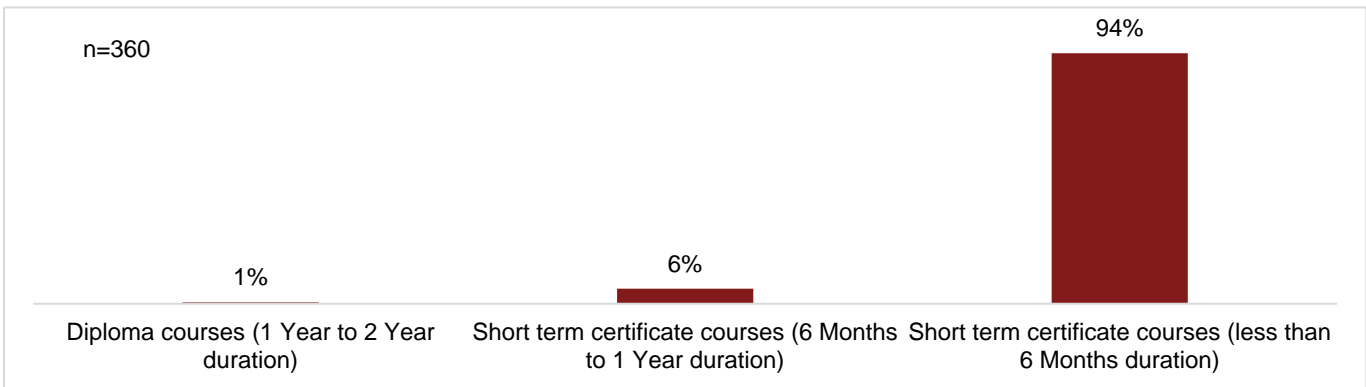 n=360
94%
6%
1%
Diploma courses (1 Year to 2 Year
duration)
Short term certificate courses (6 Months
to 1 Year duration)
Short term certificate courses (less than
6 Months duration)